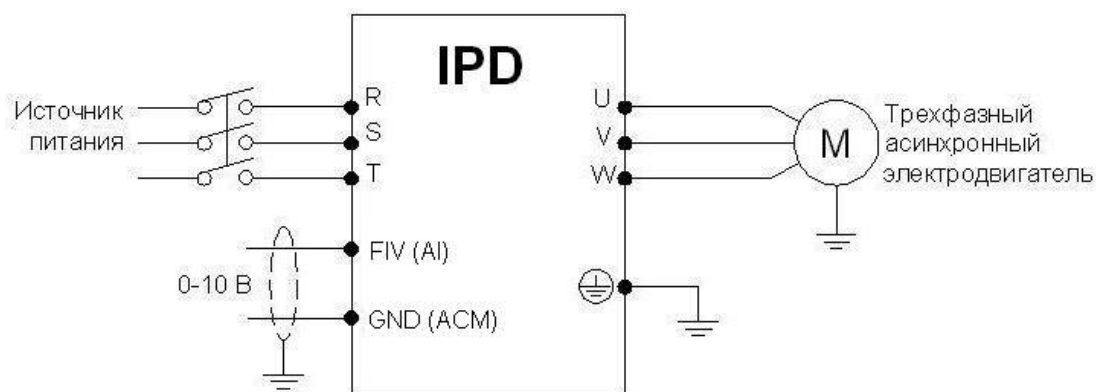 IPD
Источник
питания
R
S
T
U
V
W
M
Трехфазный
асинхронный
электродвигатель
FIV (AI)
0-10 В
GND (ACM)